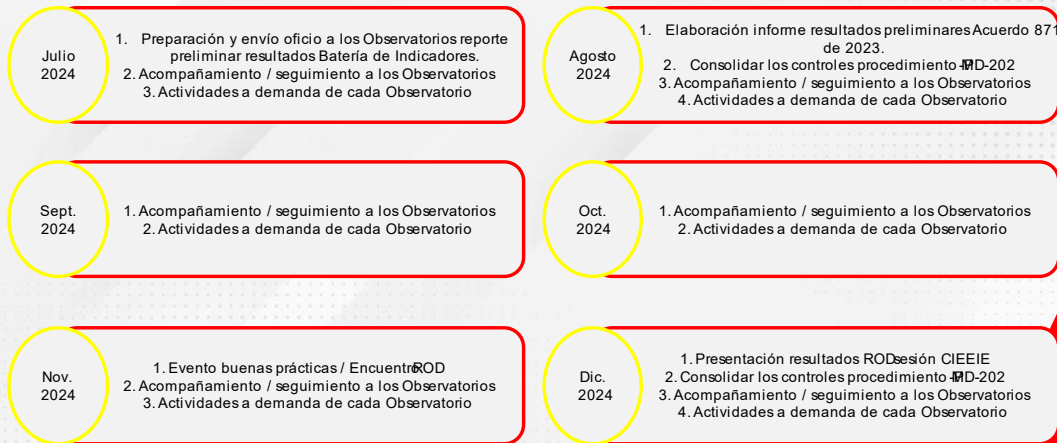 Julio
2024
1. Preparación y envío oficio a los Observatorios reporte
preliminar resultados Batería de Indicadores.
2. Acompañamiento / seguimiento a los Observatorios
3. Actividades a demanda de cada Observatorio
Agosto
2024
1. Elaboración informe resultados preliminares Acuerdo 871
de 2023.
2. Consolidar los controles procedimiento MD-202
3. Acompañamiento / seguimiento a los Observatorios
4. Actividades a demanda de cada Observatorio
Sept.
2024
1. Acompañamiento / seguimiento a los Observatorios
2. Actividades a demanda de cada Observatorio
Oct.
2024
1. Acompañamiento / seguimiento a los Observatorios
2. Actividades a demanda de cada Observatorio
Nov.
2024
1. Evento buenas prácticas / Encuentro ROD
2. Acompañamiento / seguimiento a los Observatorios
3. Actividades a demanda de cada Observatorio
Dic.
2024
1. Presentación resultados ROD sesión CIEEIE
2. Consolidar los controles procedimiento MD-202
3. Acompañamiento / seguimiento a los Observatorios
4. Actividades a demanda de cada Observatorio